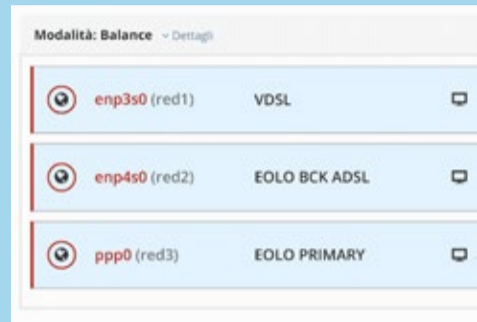 Modalità: Balance Dettagli
enp3s0 (red1) VDSL
enp4s0 (red2) EOLO BCK ADSL
ppp0 (red3) EOLO PRIMARY